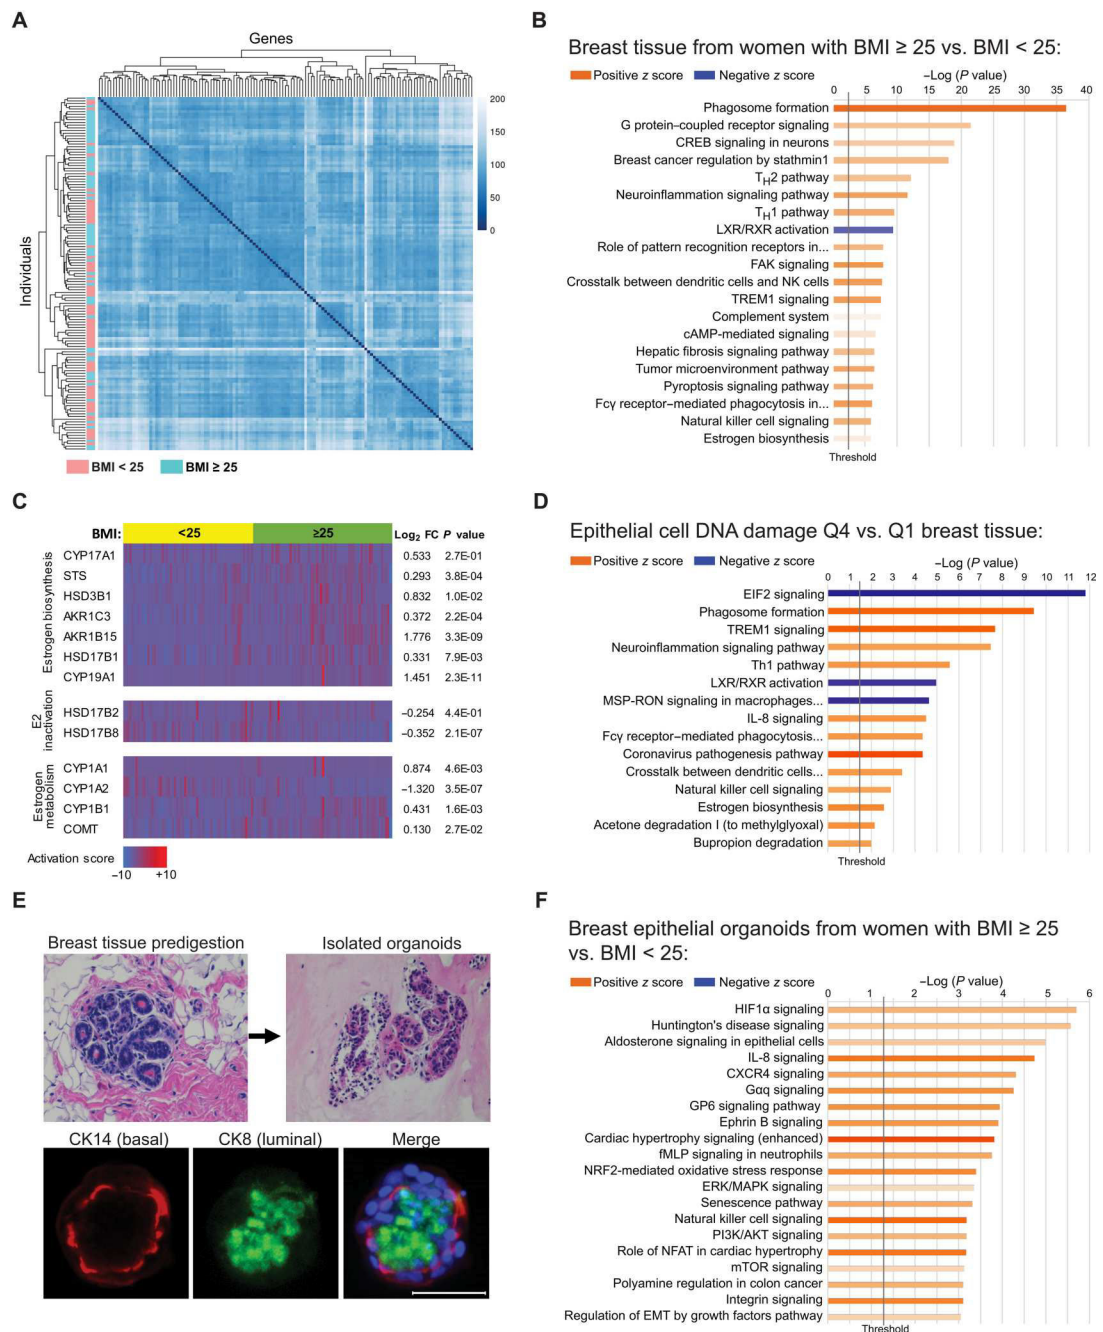 A
Genes
Individuals
200
150
100
50
0
BMI < 25
BMI ≥ 25
B
Breast tissue from women with BMI ≥ 25 vs. BMI < 25:
Positive z score
Negative z score
−Log (P value)
0 5 10 15 20 25 30 35 40
Phagosome formation
G protein–coupled receptor signaling
CREB signaling in neurons
Breast cancer regulation by stathmin1
TH2 pathway
Neuroinflammation signaling pathway
TH1 pathway
LXR/RXR activation
Role of pattern recognition receptors in...
FAK signaling
Crosstalk between dendritic cells and NK cells
TREM1 signaling
Complement system
cAMP-mediated signaling
Hepatic fibrosis signaling pathway
Tumor microenvironment pathway
Pyroptosis signaling pathway
Fcγ receptor–mediated phagocytosis in...
Natural killer cell signaling
Estrogen biosynthesis
Threshold
C
BMI: <25 ≥25 Log2 FC P value
Estrogen biosynthesis
CYP17A1 0.533 2.7E-01
STS 0.293 3.8E-04
HSD3B1 0.832 1.0E-02
AKR1C3 0.372 2.2E-04
AKR1B15 1.776 3.3E-09
HSD17B1 0.331 7.9E-03
CYP19A1 1.451 2.3E-11
E2
inactivation
HSD17B2 −0.254 4.4E-01
HSD17B8 −0.352 2.1E-07
Estrogen
metabolism
CYP1A1 0.874 4.6E-03
CYP1A2 −1.320 3.5E-07
CYP1B1 0.431 1.6E-03
COMT 0.130 2.7E-02
Activation score
−10 +10
D
Epithelial cell DNA damage Q4 vs. Q1 breast tissue:
Positive z score
Negative z score
−Log (P value)
0 1 2 3 4 5 6 7 8 9 10 11 12
EIF2 signaling
Phagosome formation
TREM1 signaling
Neuroinflammation signaling pathway
Th1 pathway
LXR/RXR activation
MSP-RON signaling in macrophages...
IL-8 signaling
Fcγ receptor–mediated phagocytosis...
Coronavirus pathogenesis pathway
Crosstalk between dendritic cells...
Natural killer cell signaling
Estrogen biosynthesis
Acetone degradation I (to methylglyoxal)
Bupropion degradation
Threshold
E
Breast tissue predigestion
Isolated organoids
CK14 (basal)
CK8 (luminal)
Merge
F
Breast epithelial organoids from women with BMI ≥ 25
vs. BMI < 25:
Positive z score
Negative z score
−Log (P value)
0 1 2 3 4 5 6
HIF1α signaling
Huntington's disease signaling
Aldosterone signaling in epithelial cells
IL-8 signaling
CXCR4 signaling
Gαq signaling
GP6 signaling pathway
Ephrin B signaling
Cardiac hypertrophy signaling (enhanced)
fMLP signaling in neutrophils
NRF2-mediated oxidative stress response
ERK/MAPK signaling
Senescence pathway
Natural killer cell signaling
PI3K/AKT signaling
Role of NFAT in cardiac hypertrophy
mTOR signaling
Polyamine regulation in colon cancer
Integrin signaling
Regulation of EMT by growth factors pathway
Threshold